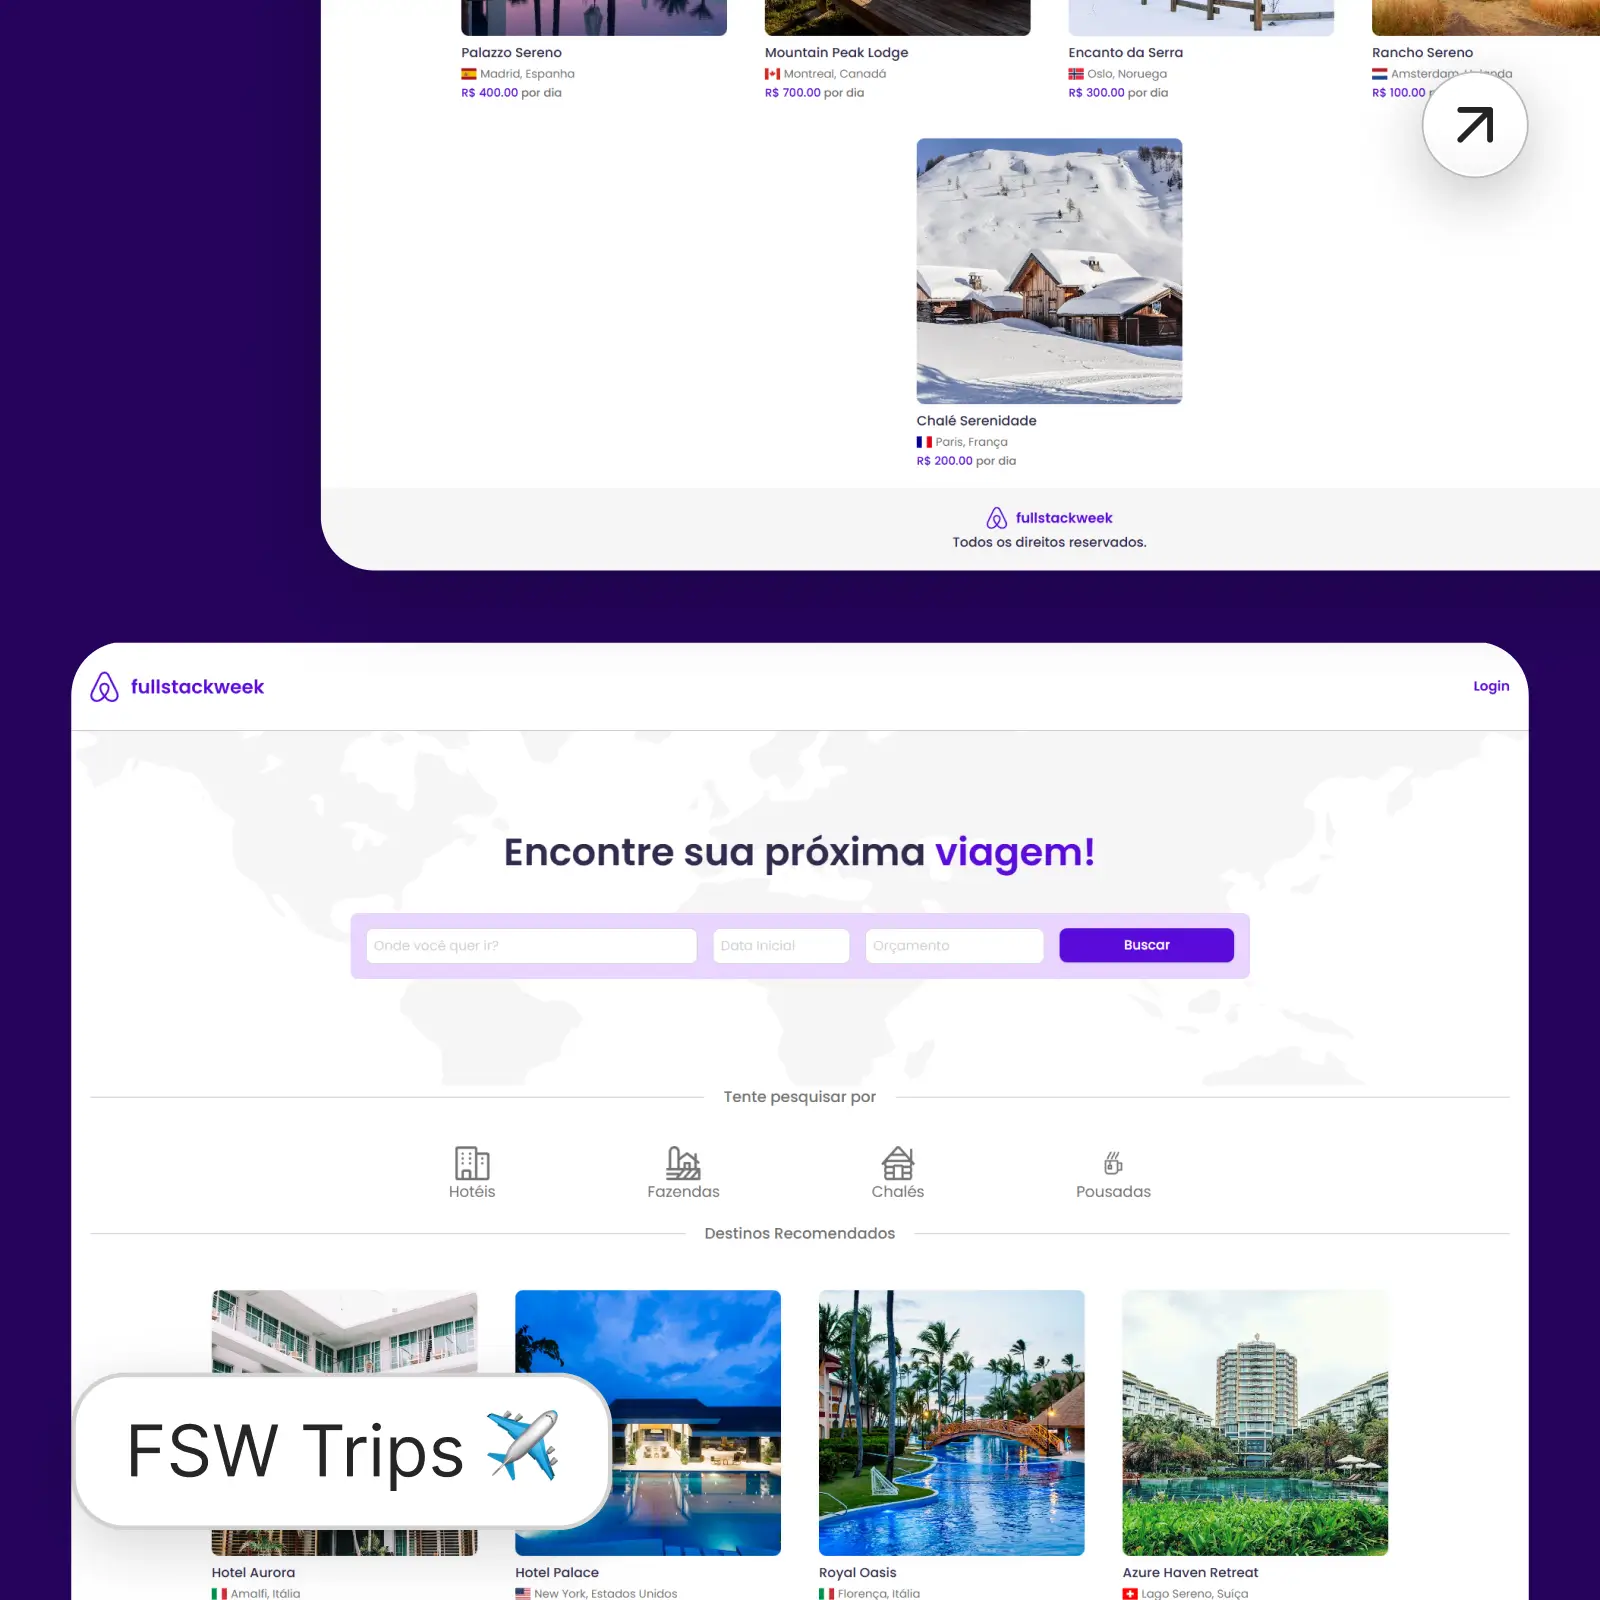 Palazzo Sereno
Madrid, Espanha
R$ 400.00 por dia
Mountain Peak Lodge
Montreal, Canadá
R$ 700.00 por dia
Encanto da Serra
Oslo, Noruega
R$ 300.00 por dia
Rancho Sereno
Amsterdam,
R$ 100.00
Chalé Serenidade
Paris, França
R$ 200.00 por dia
fullstackweek
Todos os direitos reservados.
fullstackweek
Login
Encontre sua próxima viagem!
Onde você quer ir?
Data Inicial
Orçamento
Buscar
Tente pesquisar por
Hotéis
Fazendas
Chalés
Pousadas
Destinos Recomendados
FSW Trips ✈️
Hotel Aurora
Amalfi, Itália
Hotel Palace
New York, Estados Unidos
Royal Oasis
Florença, Itália
Azure Haven Retreat
Lago Sereno, Suíça